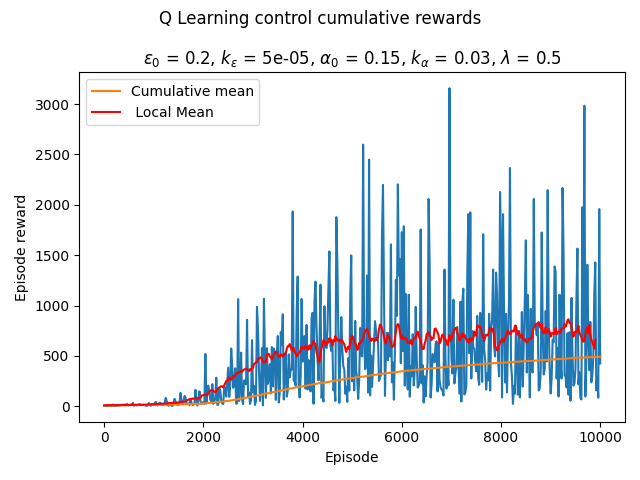 Q Learning control cumulative rewards
ε₀ = 0.2, kε = 5e-05, α₀ = 0.15, kα = 0.03, λ = 0.5
Cumulative mean
Local Mean
Episode reward
3000
2500
2000
1500
1000
500
0
0 2000 4000 6000 8000 10000
Episode